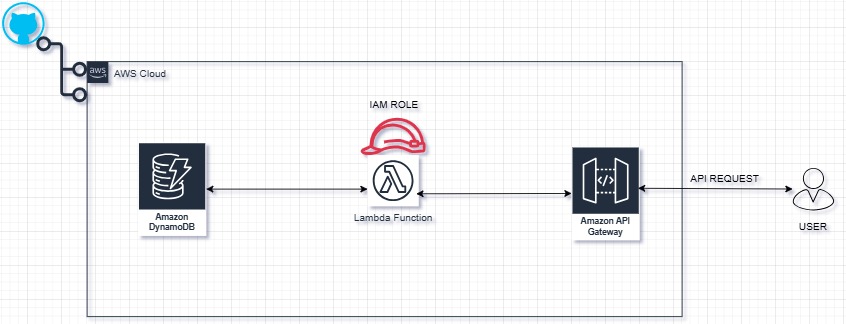 aws
AWS Cloud
IAM ROLE
Amazon
DynamoDB
Lambda Function
Amazon API
Gateway
API REQUEST
USER